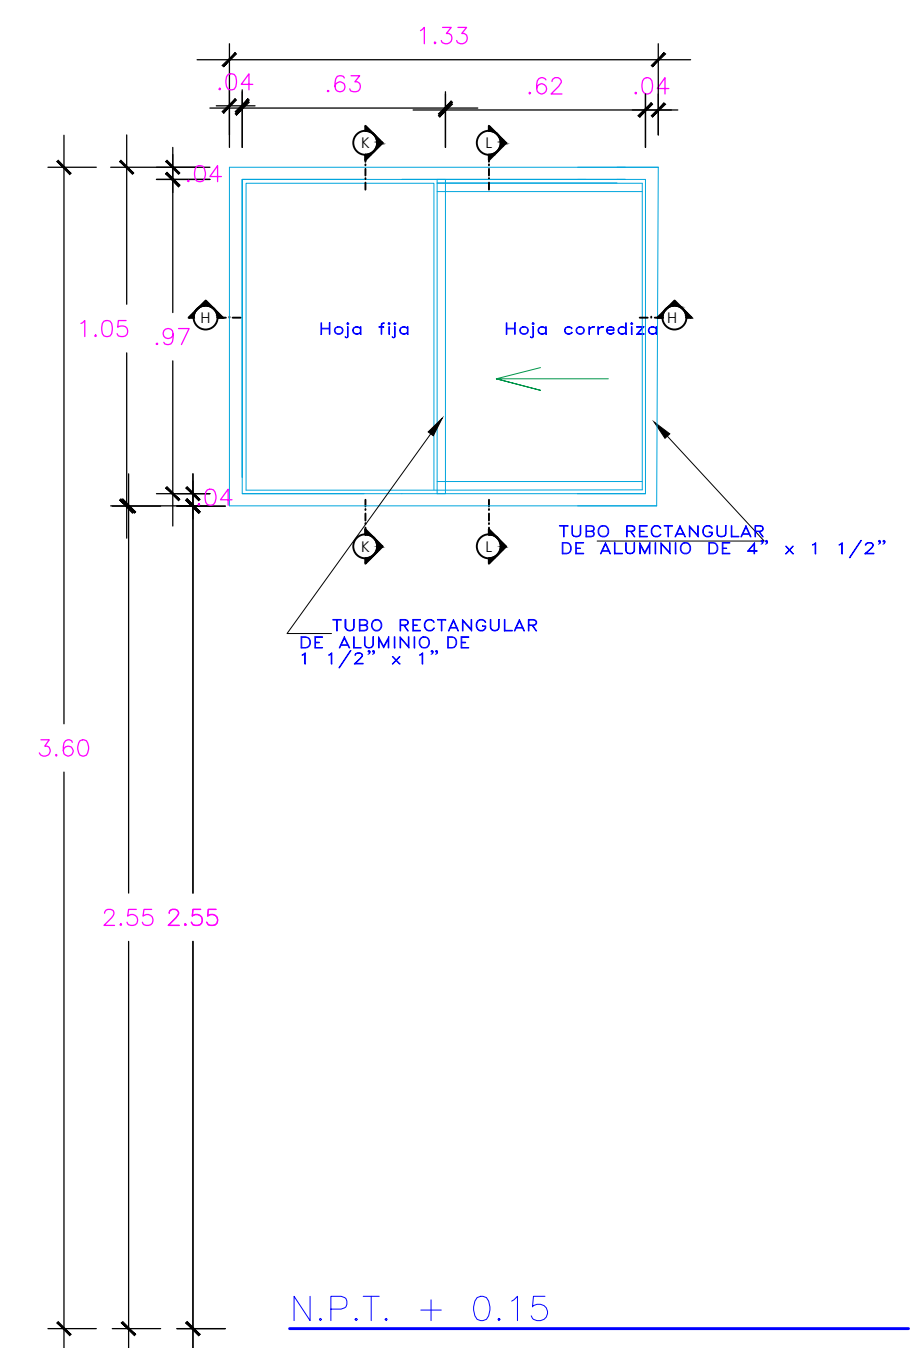 1.33
.04
.63
.62
.04
K
L
.04
H
Hoja fija
Hoja corrediza
H
1.05
.97
.04
TUBO RECTANGULAR
DE ALUMINIO DE 4” x 1 1/2”
K
L
TUBO RECTANGULAR
DE ALUMINIO DE
1 1/2” x 1”
3.60
2.55
2.55
N.P.T. + 0.15